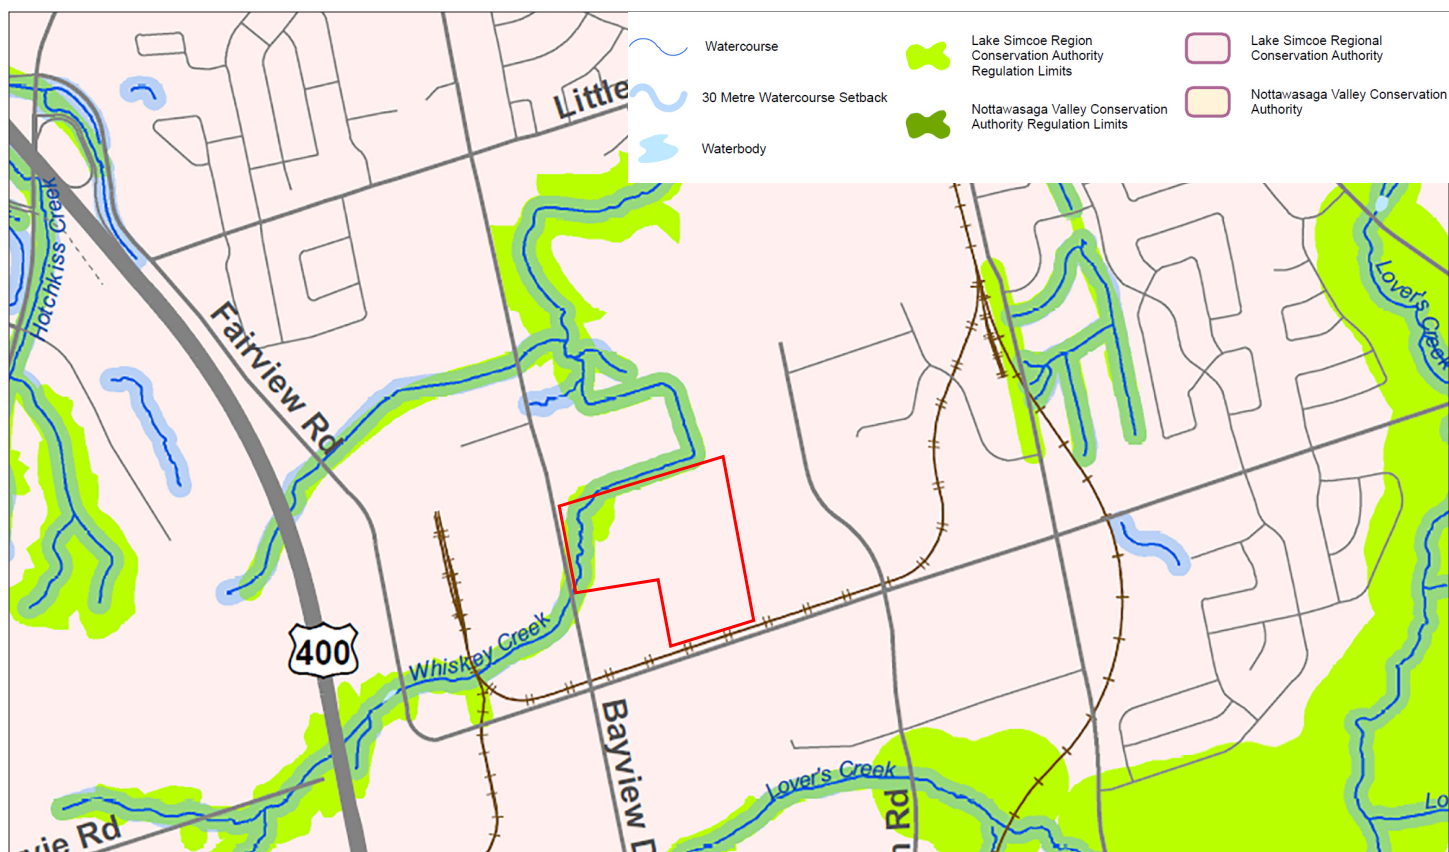 Watercourse
30 Metre Watercourse Setback
Waterbody
Lake Simcoe Region
Conservation Authority
Regulation Limits
Nottawasaga Valley Conservation
Authority Regulation Limits
Lake Simcoe Regional
Conservation Authority
Nottawasaga Valley Conservation
Authority
Little
Hotchkiss Creek
Fairview Rd
Lover's Creek
400
Whiskey Creek
Bayview D
Lover's Creek
n Rd
vie Rd
Lo